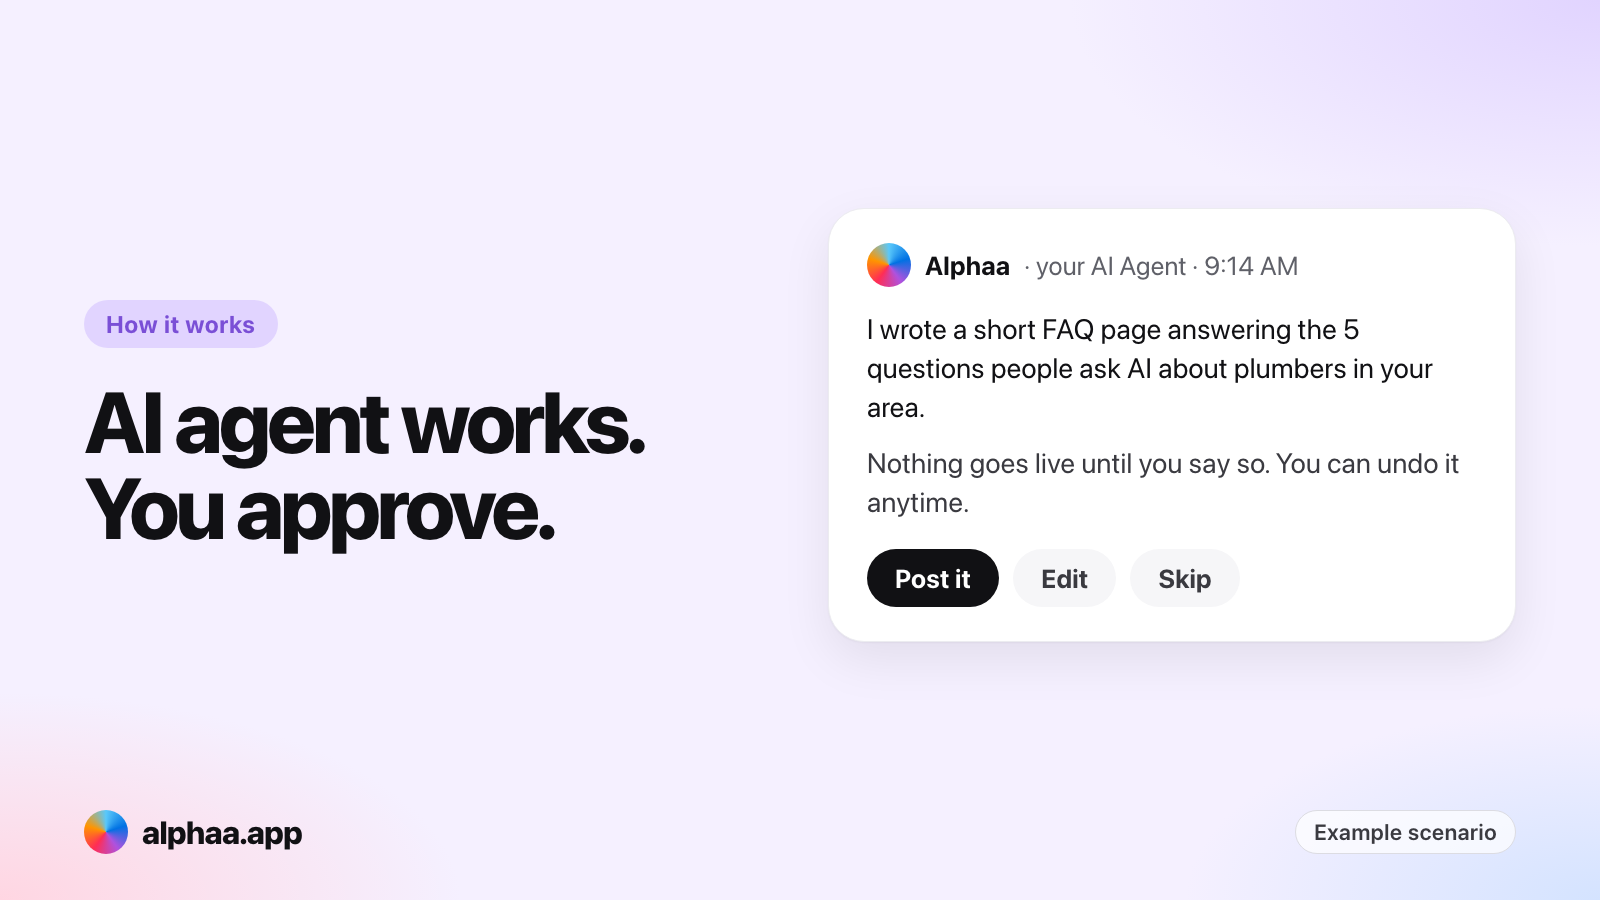 How it works
AI agent works.
You approve.
Alphaa · your AI Agent · 9:14 AM
I wrote a short FAQ page answering the 5
questions people ask AI about plumbers in your
area.
Nothing goes live until you say so. You can undo it
anytime.
Post it Edit Skip
alphaa.app
Example scenario